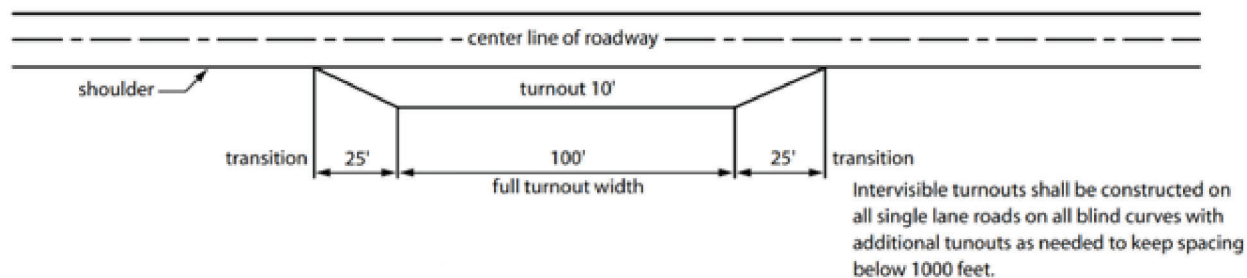 center line of roadway
shoulder
turnout 10'
transition
25'
100'
25'
transition
full turnout width
Intervisible turnouts shall be constructed on
all single lane roads on all blind curves with
additional tunouts as needed to keep spacing
below 1000 feet.